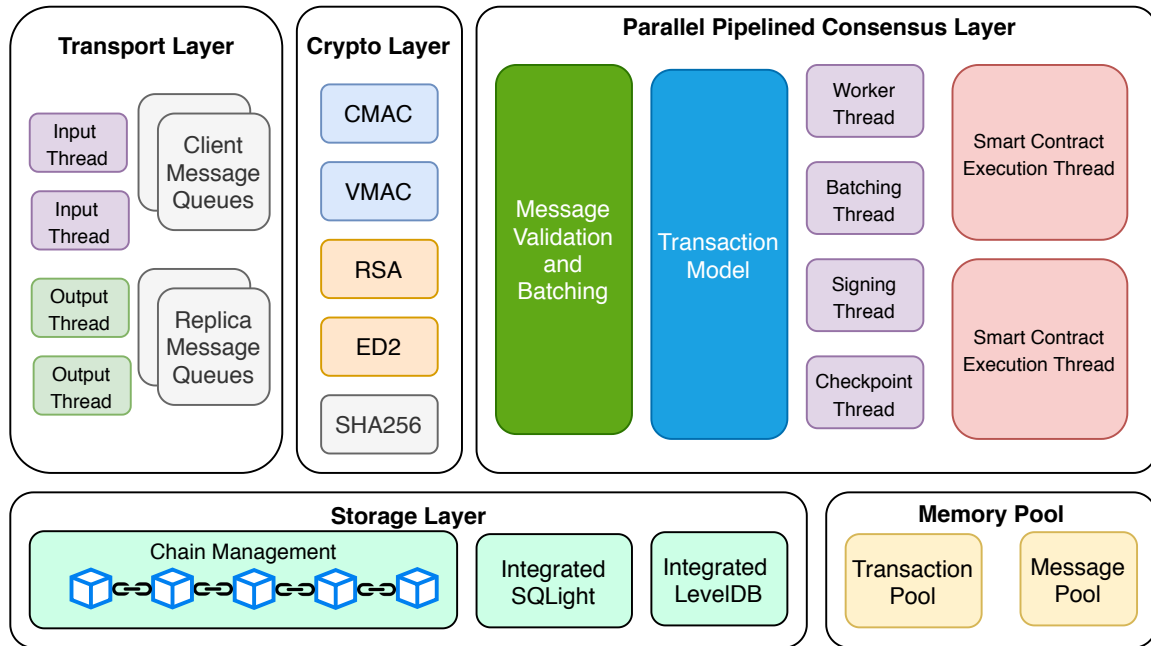 Transport Layer
Input
Thread
Input
Thread
Output
Thread
Output
Thread
Client
Message
Queues
Replica
Message
Queues
Crypto Layer
CMAC
VMAC
RSA
ED2
SHA256
Parallel Pipelined Consensus Layer
Message
Validation
and
Batching
Transaction
Model
Worker
Thread
Batching
Thread
Signing
Thread
Checkpoint
Thread
Smart Contract
Execution Thread
Smart Contract
Execution Thread
Storage Layer
Chain Management
Integrated
SQLight
Integrated
LevelDB
Memory Pool
Transaction
Pool
Message
Pool